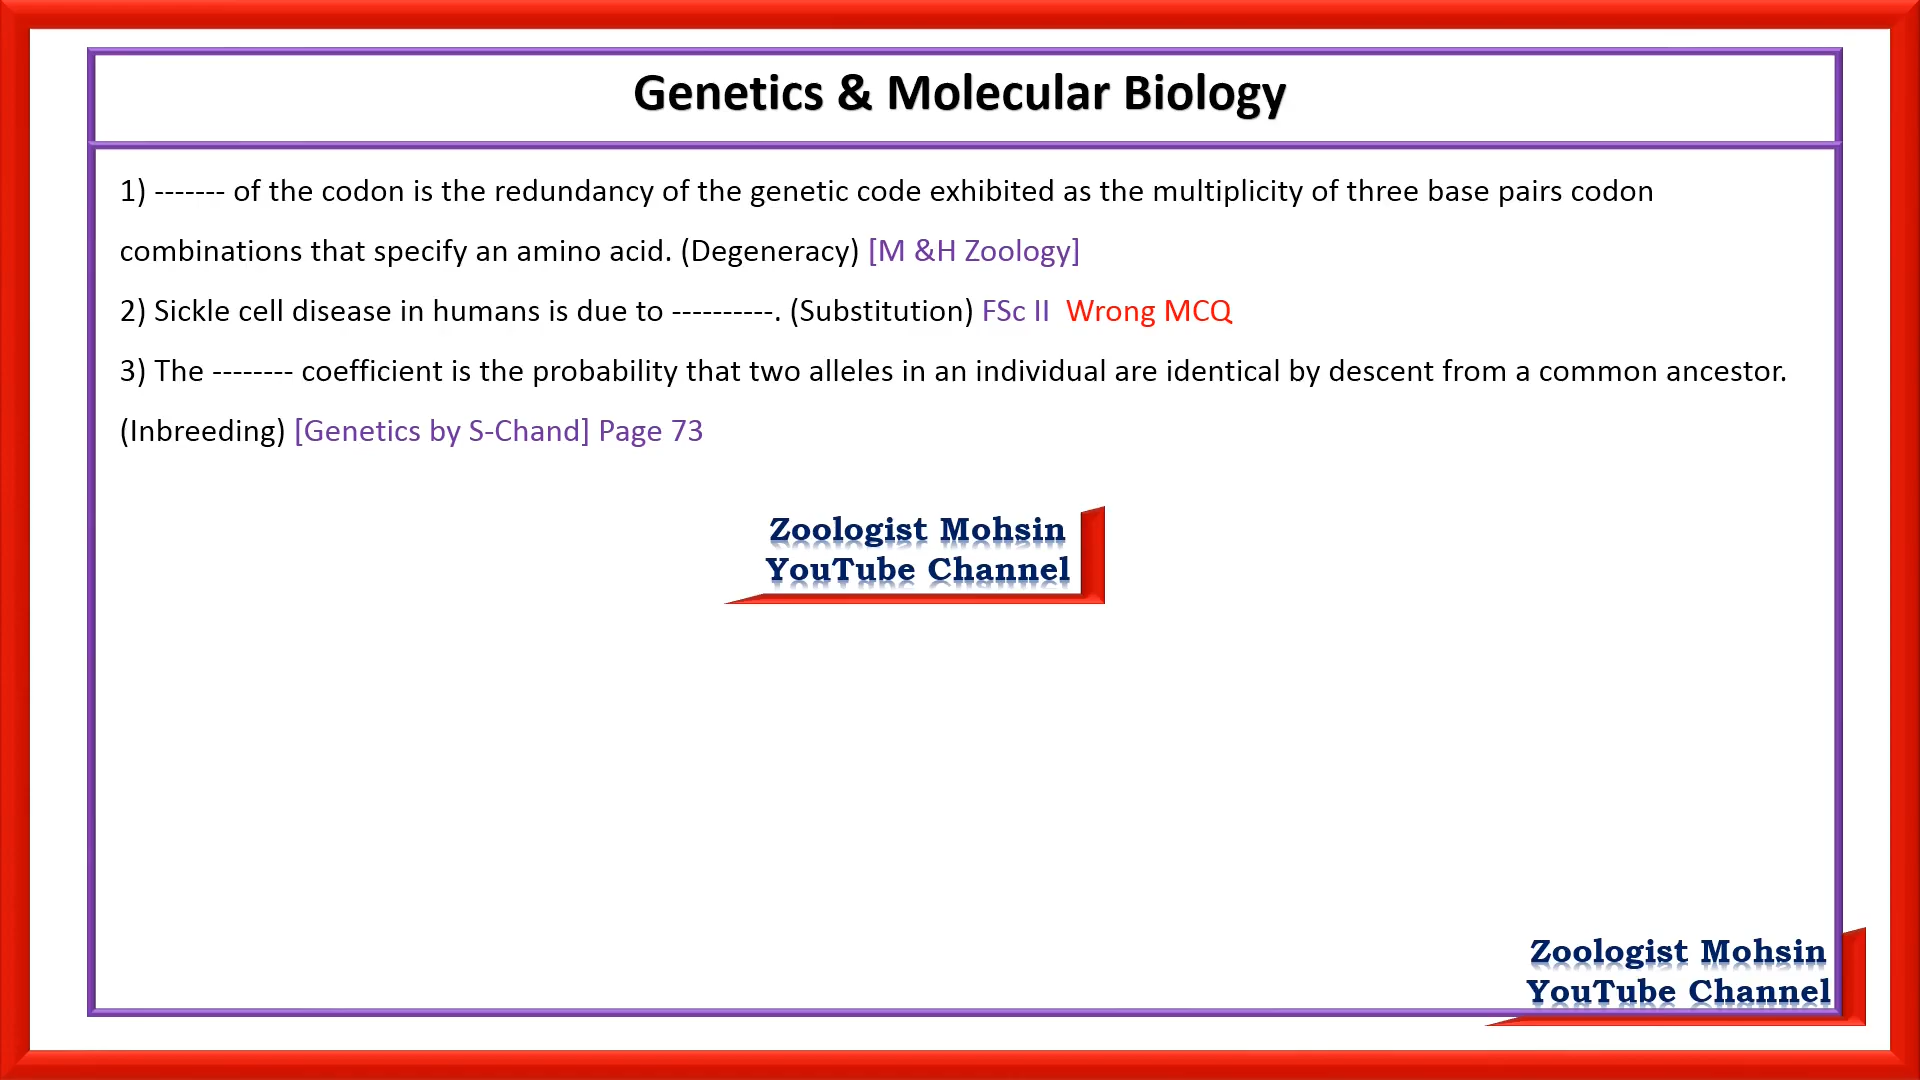 Genetics & Molecular Biology
1) ------- of the codon is the redundancy of the genetic code exhibited as the multiplicity of three base pairs codon
combinations that specify an amino acid. (Degeneracy) [M &H Zoology]
2) Sickle cell disease in humans is due to ----------. (Substitution) FSc II  Wrong MCQ
3) The -------- coefficient is the probability that two alleles in an individual are identical by descent from a common ancestor.
(Inbreeding) [Genetics by S-Chand] Page 73
Zoologist Mohsin
YouTube Channel
Zoologist Mohsin
YouTube Channel